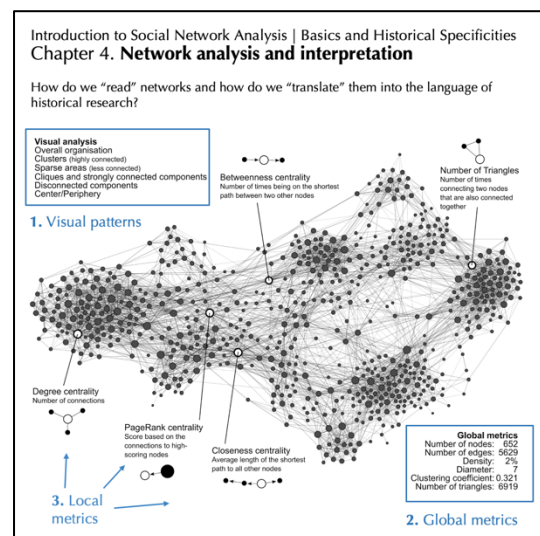 Introduction to Social Network Analysis | Basics and Historical Specificities
Chapter 4. Network analysis and interpretation
How do we “read” networks and how do we “translate” them into the language of
historical research?
Visual analysis
Overall organisation
Clusters (highly connected)
Sparse areas (less connected)
Cliques and strongly connected components
Disconnected components
Center/Periphery
1. Visual patterns
Betweenness centrality
Number of times being on the shortest
path between two other nodes
Number of Triangles
Number of times
connecting two nodes
that are also connected
together
Degree centrality
Number of connections
PageRank centrality
Score based on the
connections to high-
scoring nodes
Closeness centrality
Average length of the shortest
path to all other nodes
3. Local
metrics
Global metrics
Number of nodes: 652
Number of edges: 5629
Density: 2%
Diameter: 7
Clustering coefficient: 0.321
Number of triangles: 6919
2. Global metrics